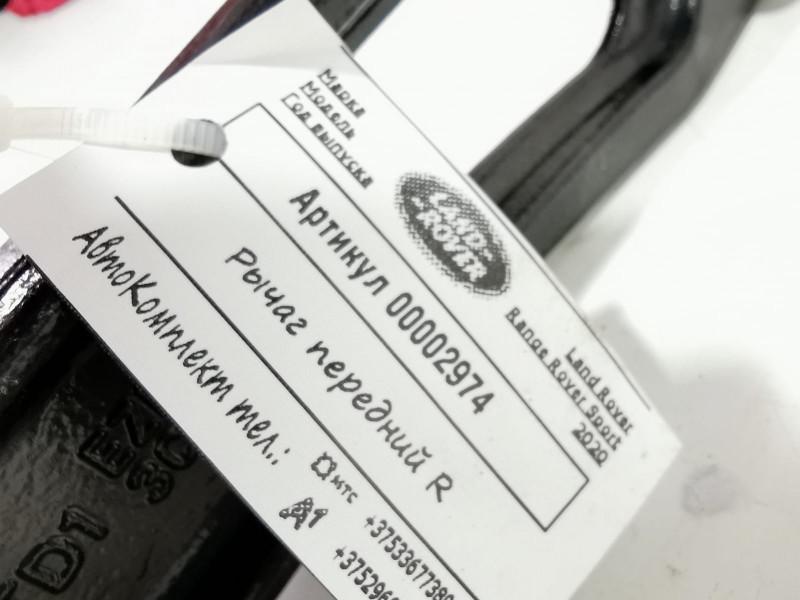 Марка
Модель
Год выпуска
LAND ROVER
Land Rover
Range Rover Sport
2020
Артикул 00002974
Рычаг передний R
АвтоКомплект тел.:
мтс +3753367738
A1 +37529